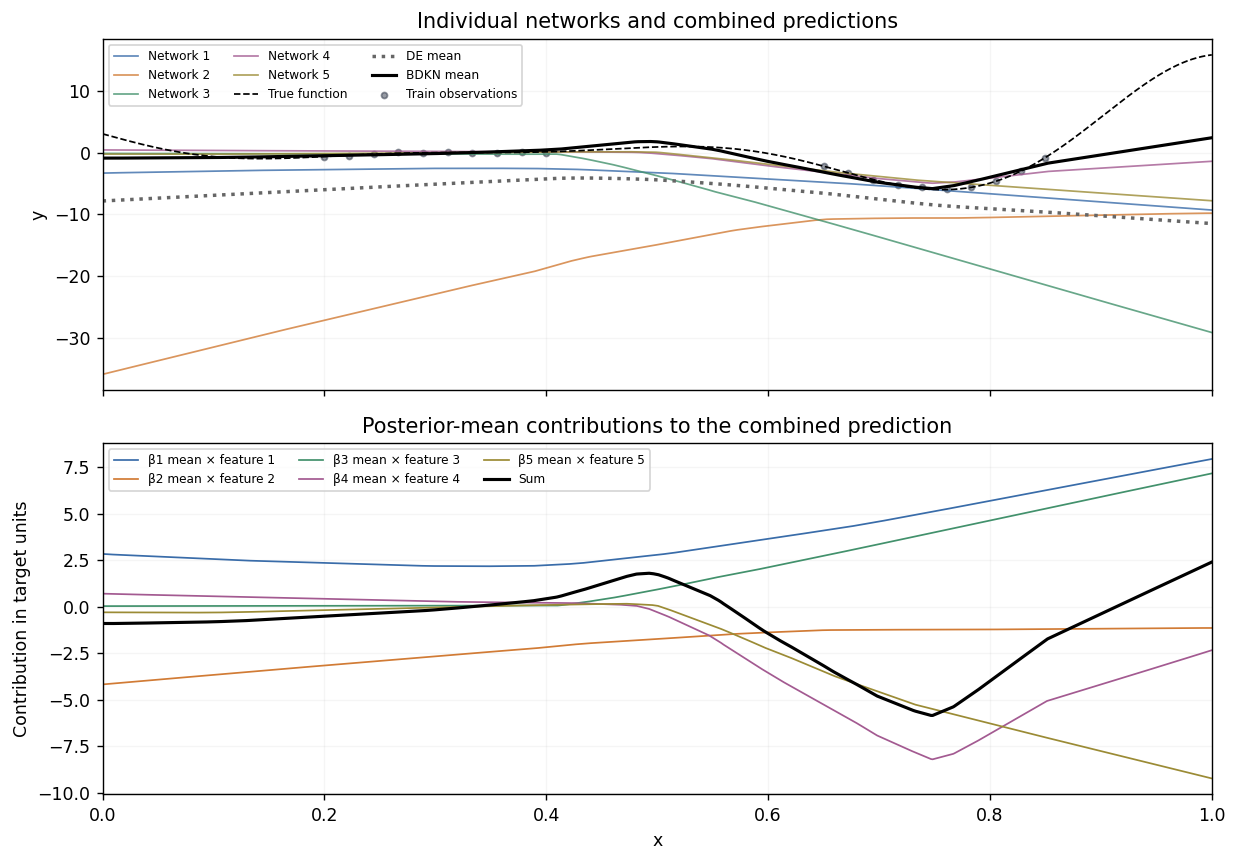 Individual networks and combined predictions
Network 1
Network 2
Network 3
Network 4
Network 5
True function
DE mean
BDKN mean
Train observations
10
0
−10
−20
−30
y
Posterior-mean contributions to the combined prediction
β1 mean × feature 1
β2 mean × feature 2
β3 mean × feature 3
β4 mean × feature 4
β5 mean × feature 5
Sum
7.5
5.0
2.5
0.0
−2.5
−5.0
−7.5
−10.0
Contribution in target units
0.0 0.2 0.4 0.6 0.8 1.0
x